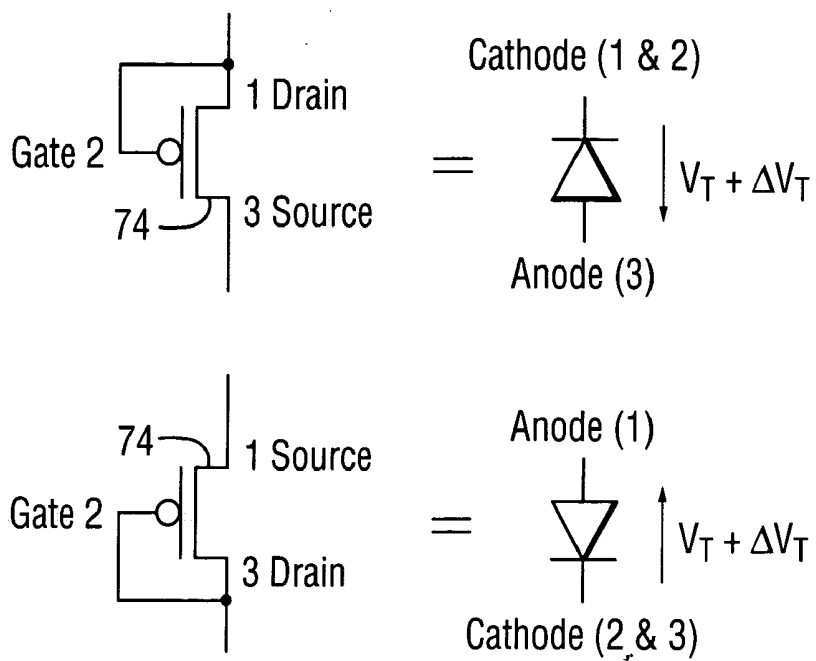 Cathode (1 & 2)
1 Drain
Gate 2
=
V_T + ΔV_T
74
3 Source
Anode (3)
Anode (1)
74
1 Source
Gate 2
=
V_T + ΔV_T
3 Drain
Cathode (2 & 3)